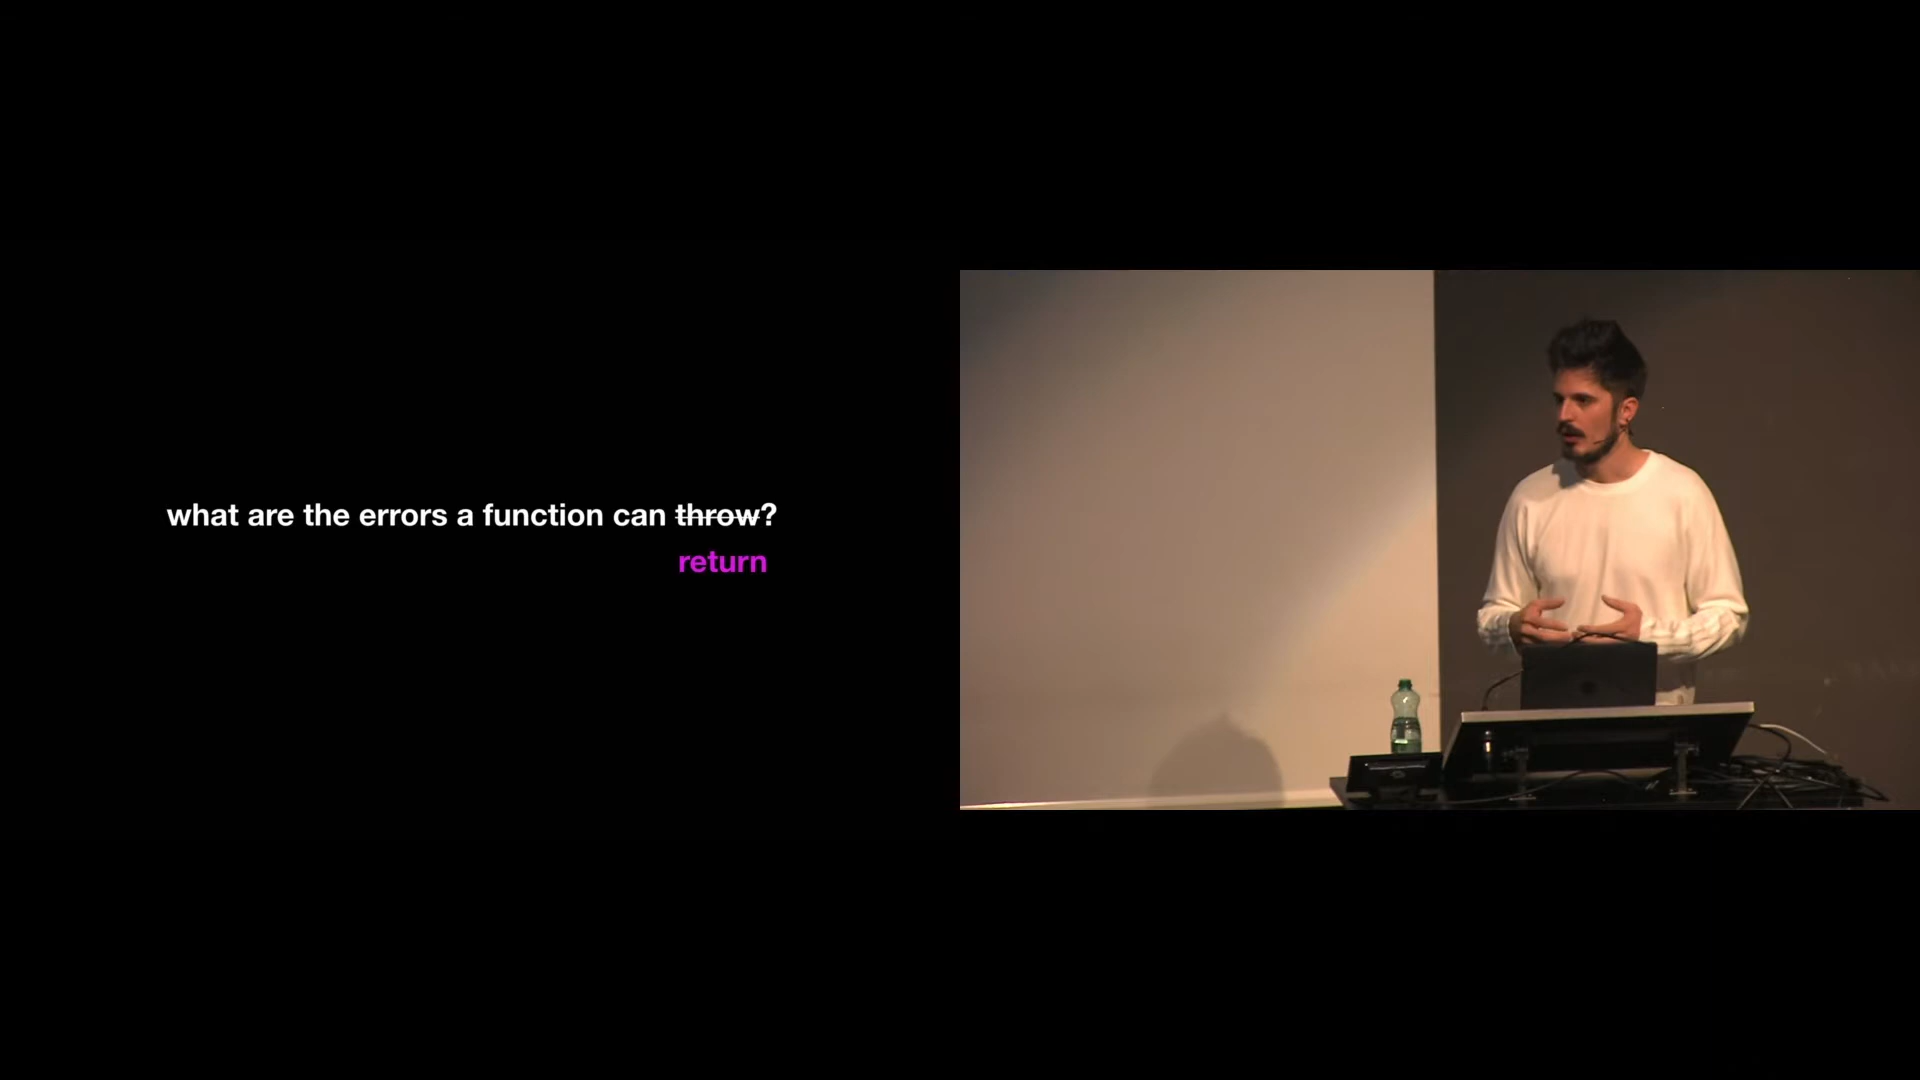 what are the errors a function can throw?
return